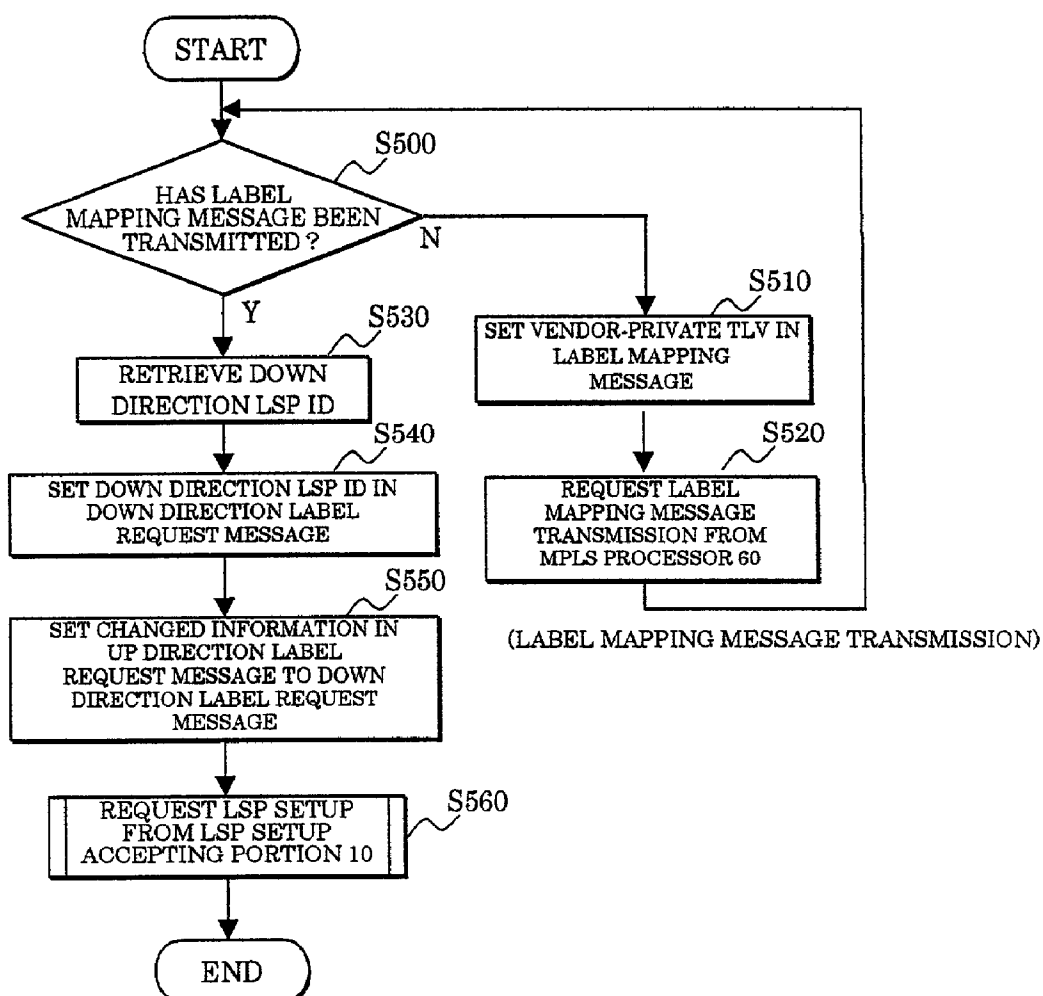 START
S500
HAS LABEL
MAPPING MESSAGE BEEN
TRANSMITTED ?
N
Y
S510
SET VENDOR-PRIVATE TLV IN
LABEL MAPPING
MESSAGE
S520
REQUEST LABEL
MAPPING MESSAGE
TRANSMISSION FROM
MPLS PROCESSOR 60
(LABEL MAPPING MESSAGE TRANSMISSION)
S530
RETRIEVE DOWN
DIRECTION LSP ID
S540
SET DOWN DIRECTION LSP ID IN
DOWN DIRECTION LABEL
REQUEST MESSAGE
S550
SET CHANGED INFORMATION IN
UP DIRECTION LABEL
REQUEST MESSAGE TO DOWN
DIRECTION LABEL REQUEST
MESSAGE
S560
REQUEST LSP SETUP
FROM LSP SETUP
ACCEPTING PORTION 10
END